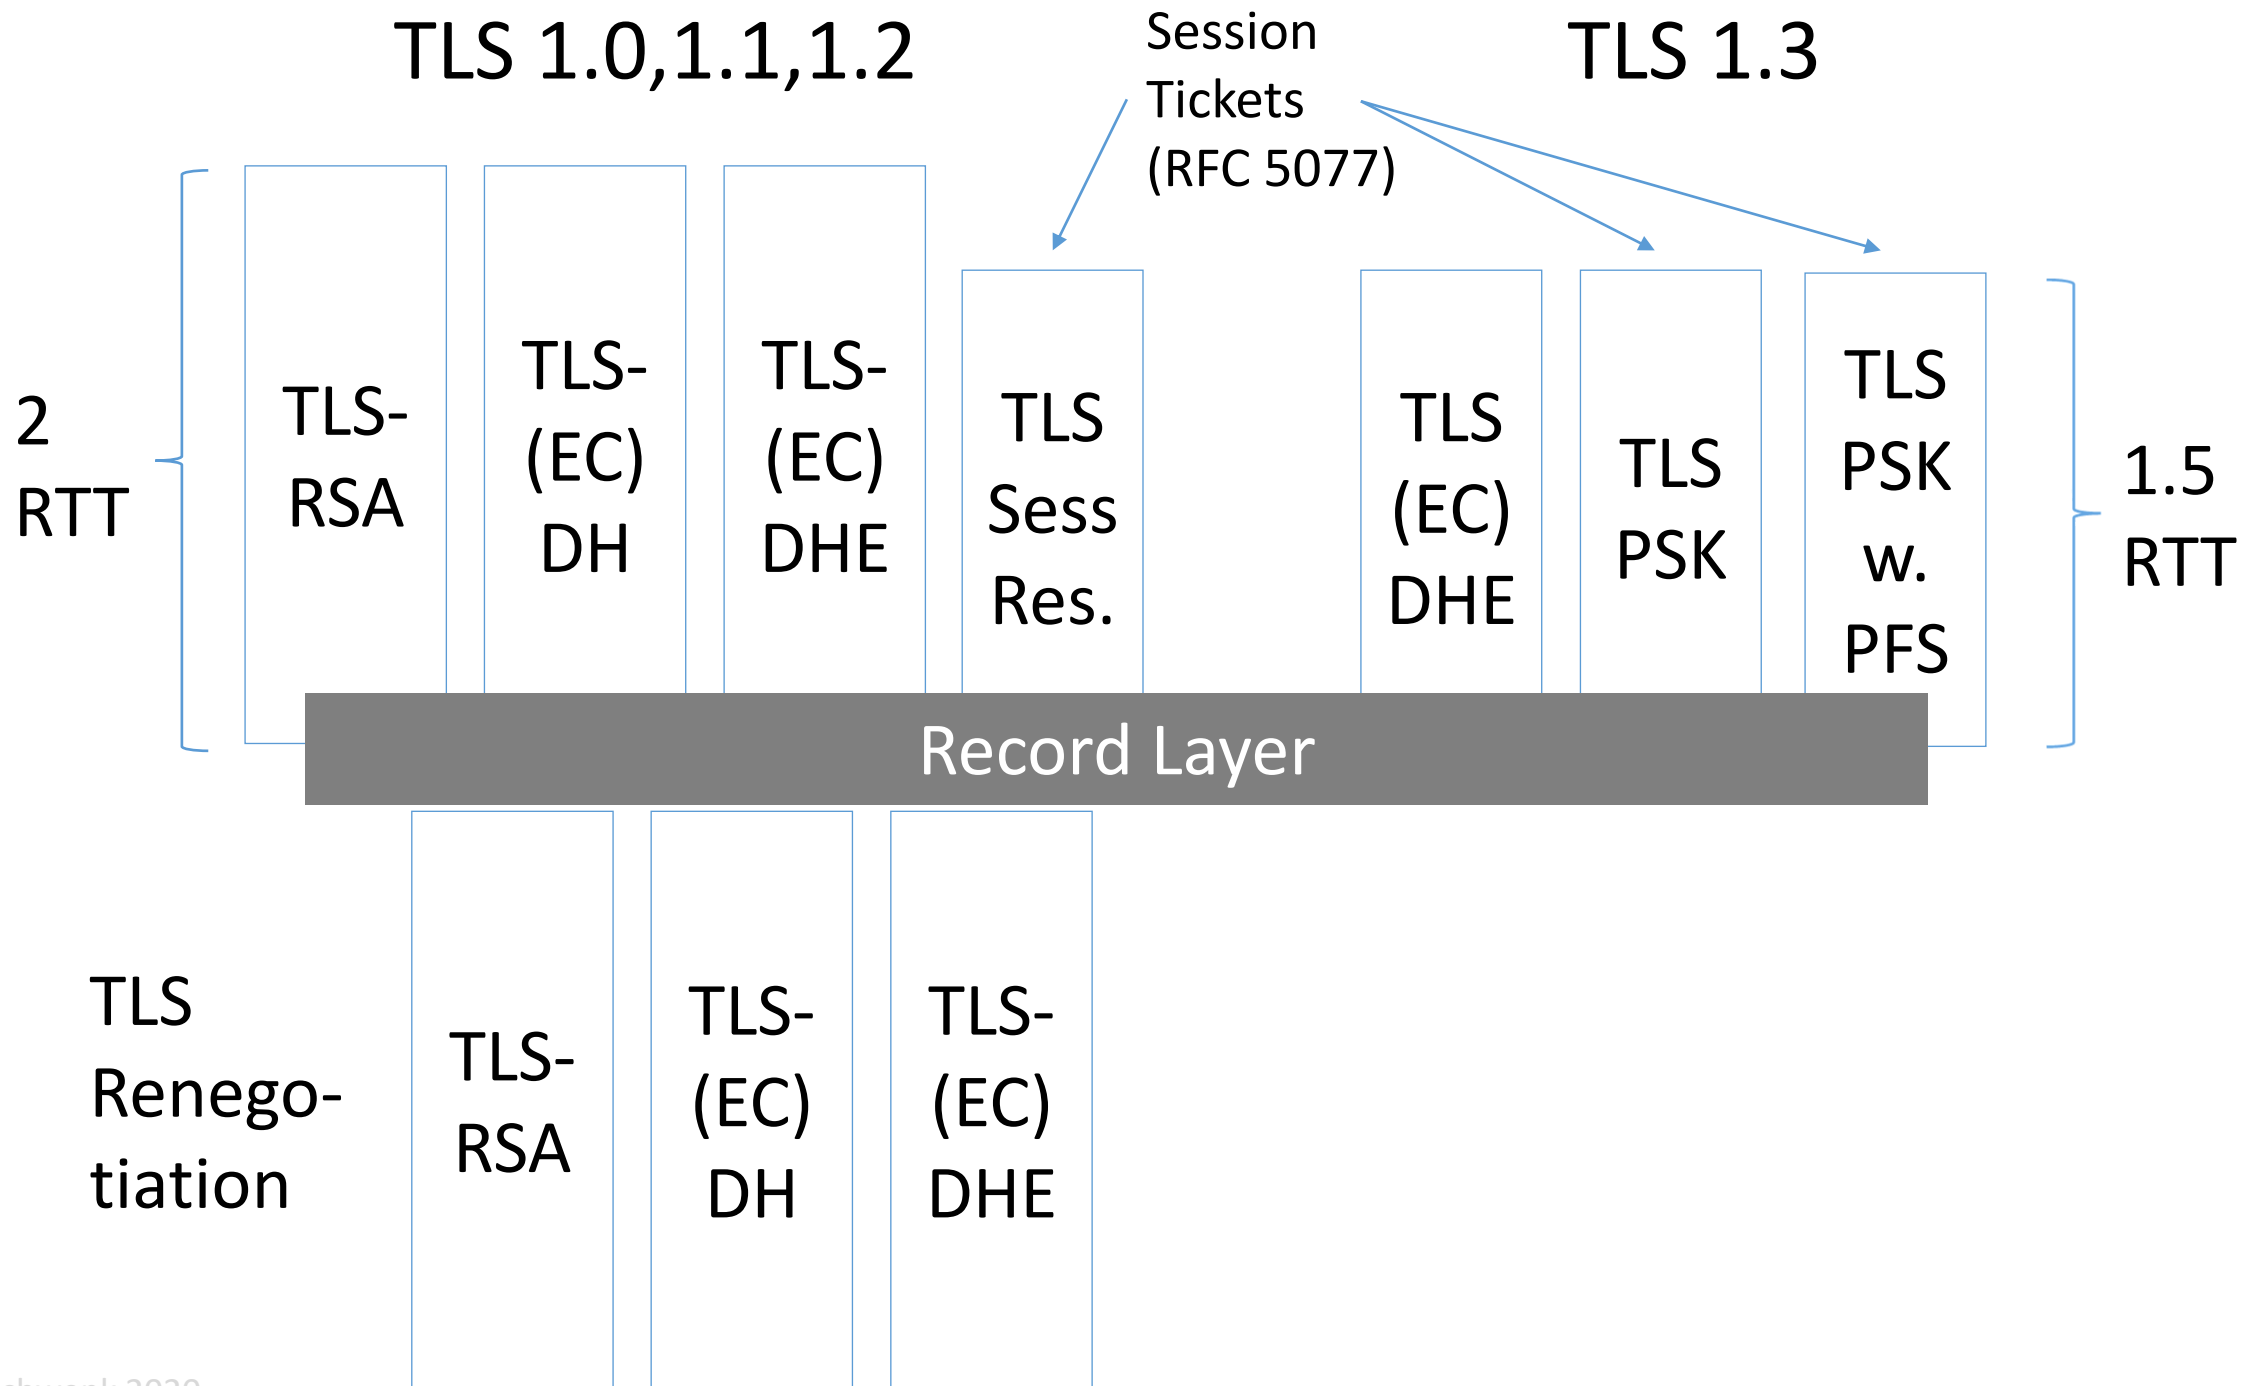 TLS 1.0,1.1,1.2
Session
Tickets
(RFC 5077)
TLS 1.3
2
RTT
TLS-
RSA
TLS-
(EC)
DH
TLS-
(EC)
DHE
TLS
Sess
Res.
TLS
(EC)
DHE
TLS
PSK
TLS
PSK
w.
PFS
1.5
RTT
Record Layer
TLS
Renego-
tiation
TLS-
RSA
TLS-
(EC)
DH
TLS-
(EC)
DHE
2020